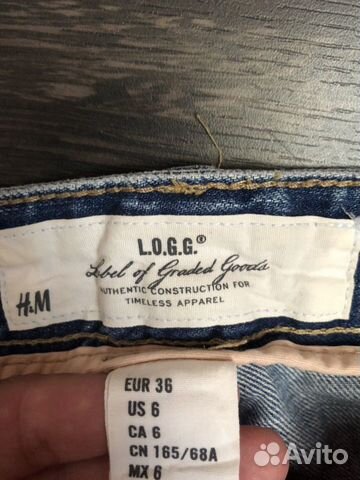 L.O.G.G.®
Label of Graded Goods
AUTHENTIC CONSTRUCTION FOR
TIMELESS APPAREL
H&M
EUR 36
US 6
CA 6
CN 165/68A
MX 6
Avito